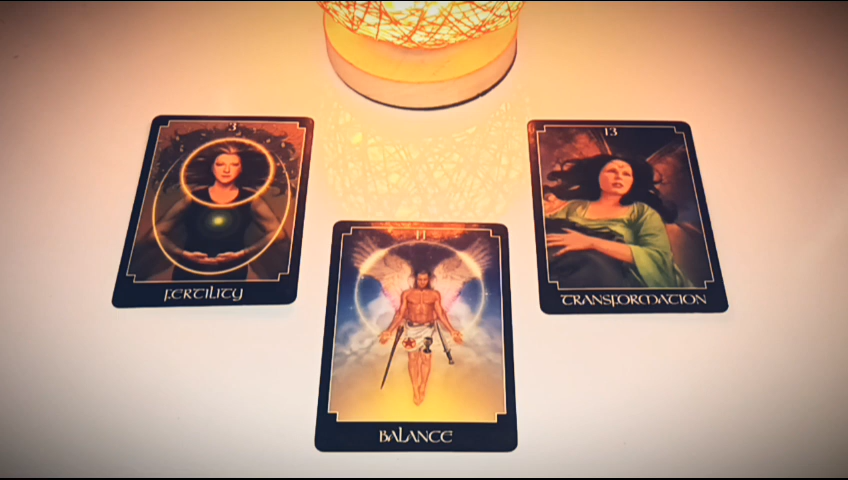 3
FERTILITY
11
BALANCE
13
TRANSFORMATION